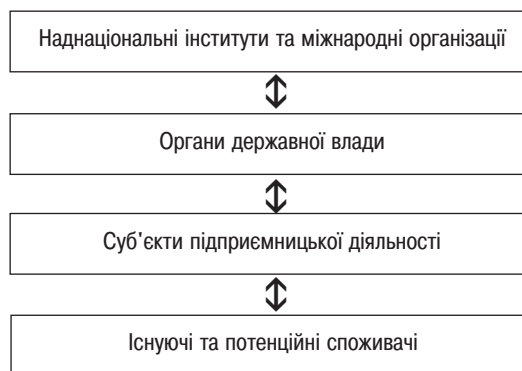 Наднаціональні інститути та міжнародні організації
Органи державної влади
Суб'єкти підприємницької діяльності
Існуючі та потенційні споживачі